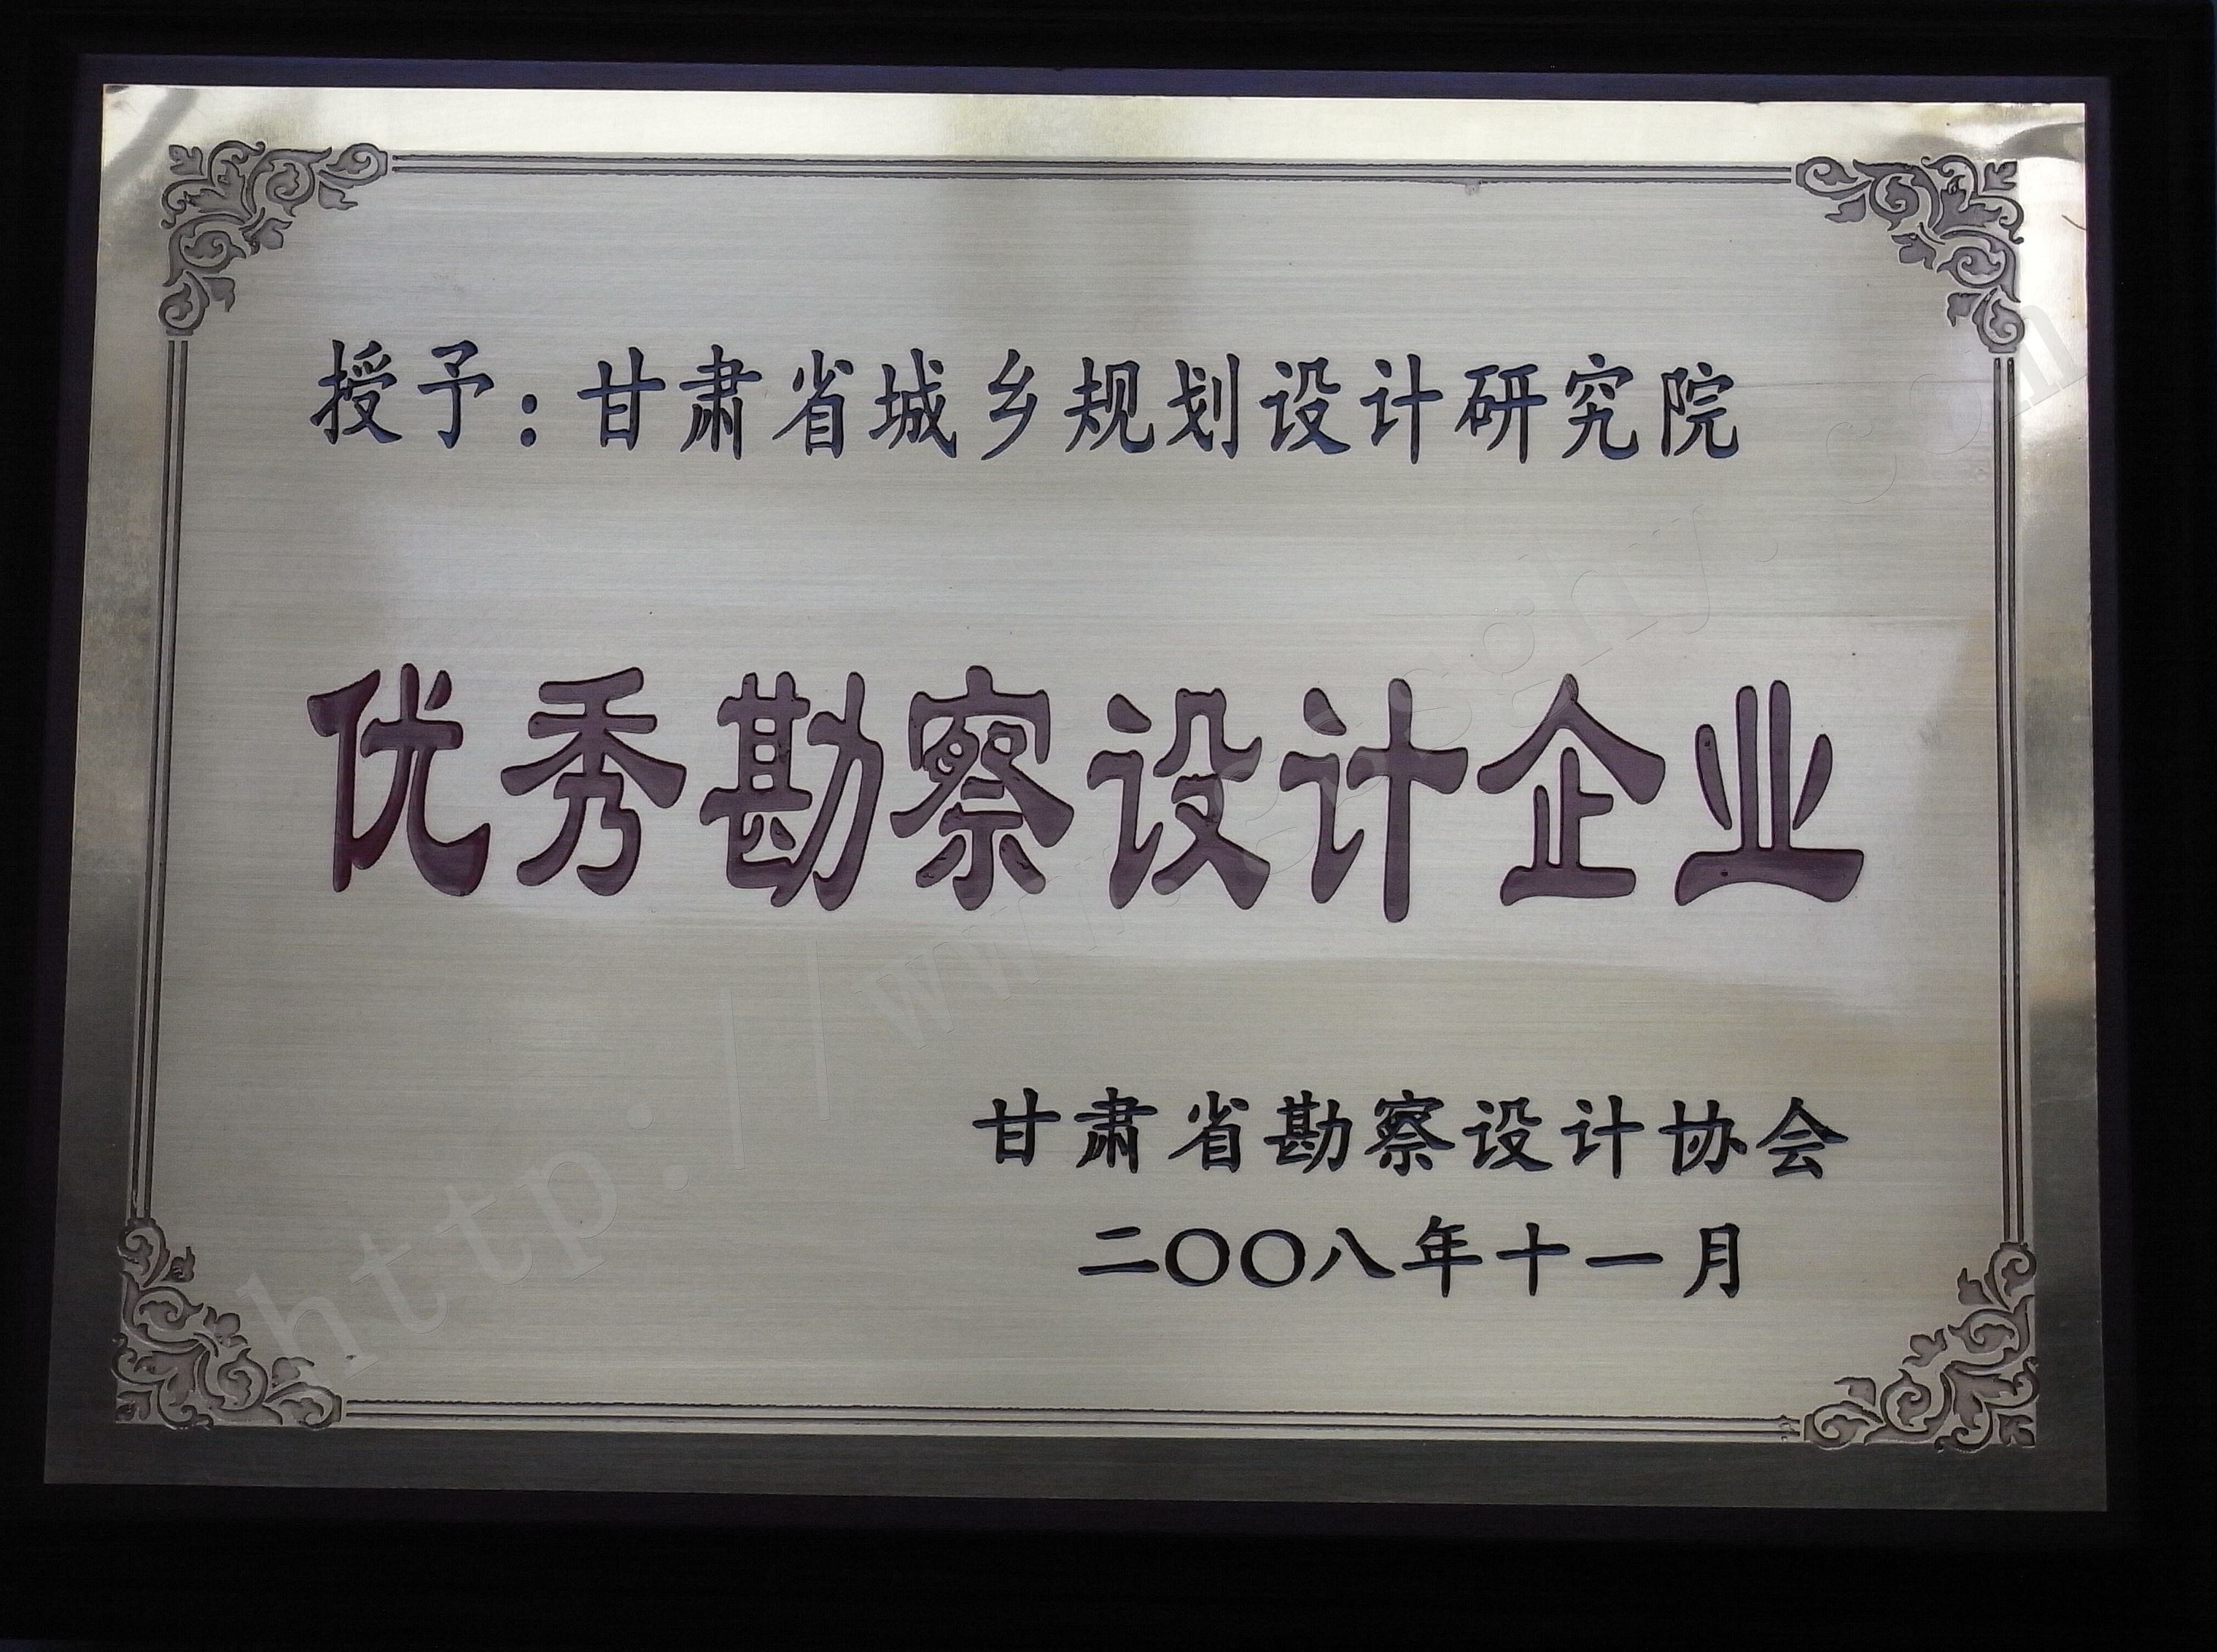 授予：甘肃省城乡规划设计研究院
优秀勘察设计企业
甘肃省勘察设计协会
二〇〇八年十一月